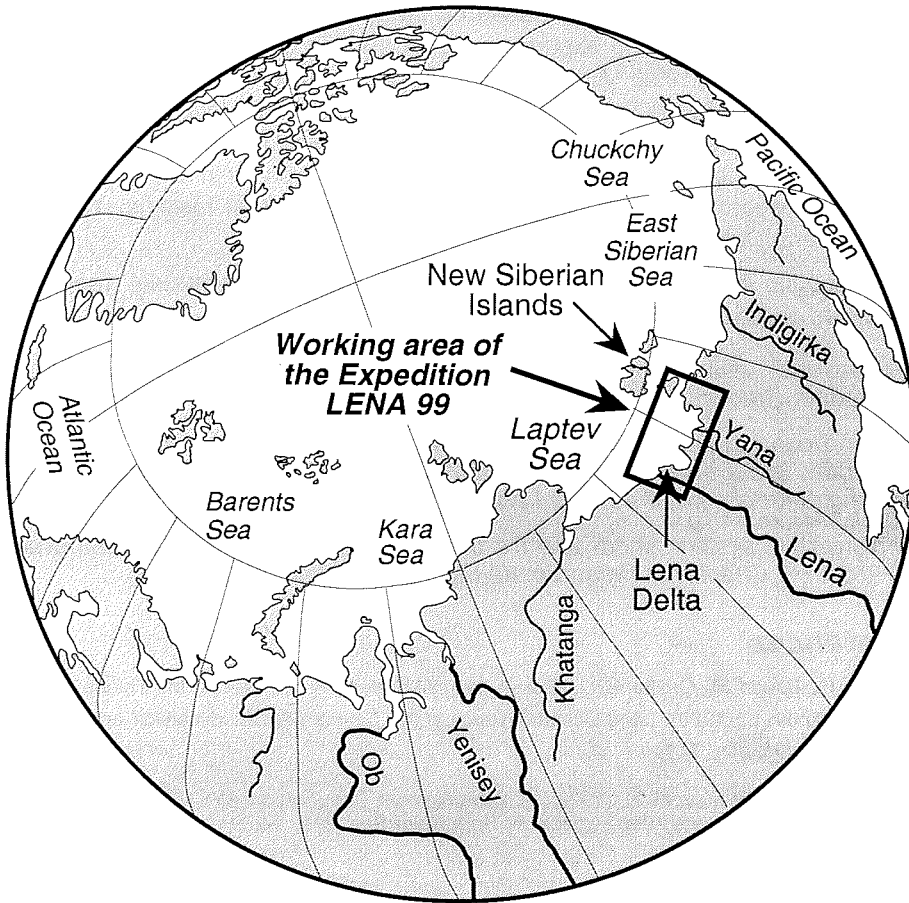 Chuckchy
Sea
Pacific Ocean
East
Siberian
Sea
New Siberian
Islands
Indigirka
Working area of
the Expedition
LENA 99
Atlantic
Ocean
Laptev
Sea
Yana
Barents
Sea
Kara
Sea
Lena
Lena
Delta
Khatanga
Ob
Yenisey